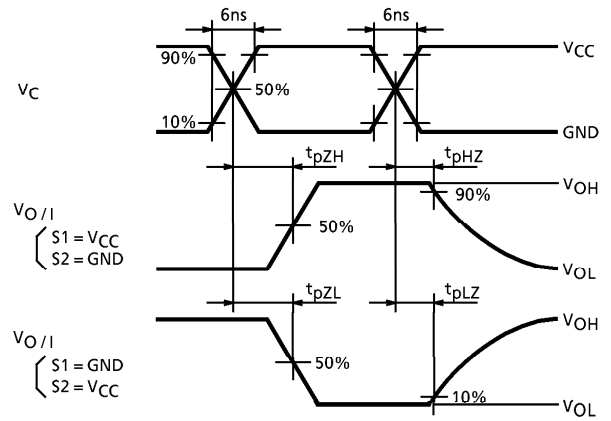 6ns 6ns
90% VCC
VC 50%
10% GND
tpZH tpHZ
VOH
90%
VO/I 50%
S1=VCC
S2=GND
VOL
tpZL tpLZ
VOH
VO/I
50%
S1=GND
S2=VCC 10%
VOL